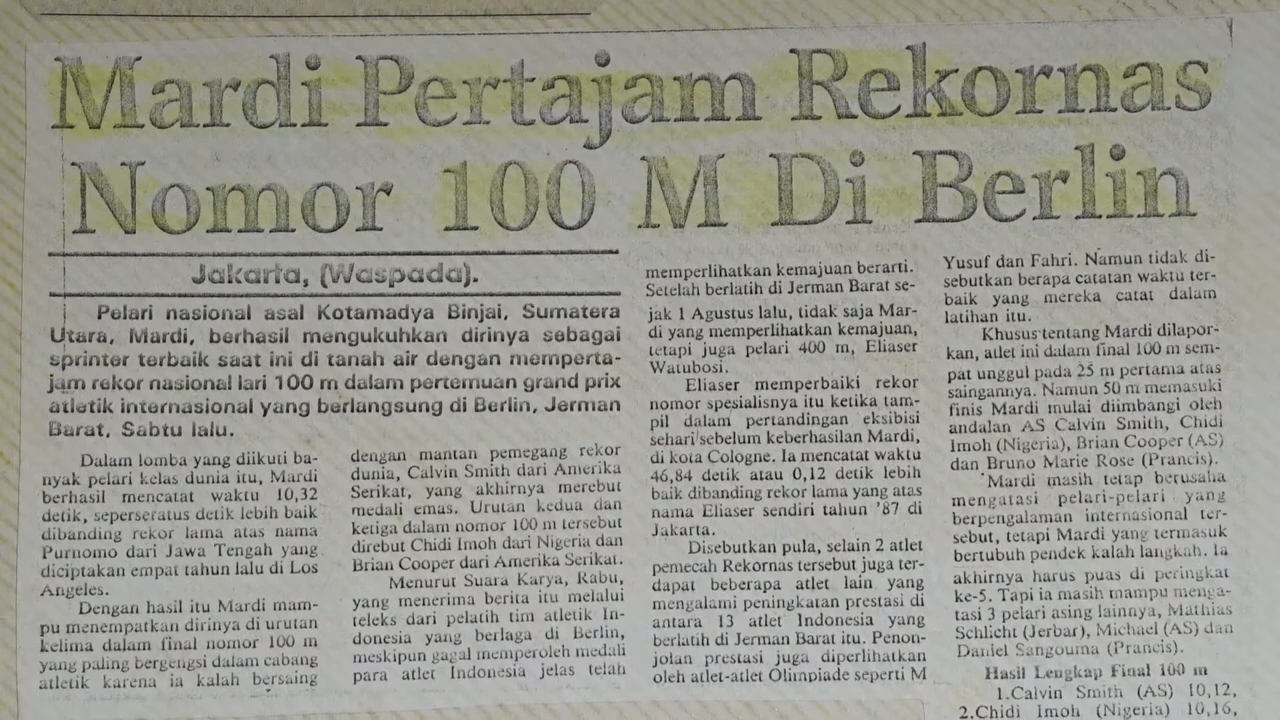 Mardi Pertajam Rekornas
Nomor 100 M Di Berlin
Jakarta, (Waspada).
Pelari nasional asal Kotamadya Binjai, Sumatera
Utara, Mardi, berhasil mengukuhkan dirinya sebagai
sprinter terbaik saat ini di tanah air dengan memperta-
jam rekor nasional lari 100 m dalam pertemuan grand prix
atletik internasional yang berlangsung di Berlin, Jerman
Barat, Sabtu lalu.
Dalam lomba yang diikuti ba-
nyak pelari kelas dunia itu, Mardi
berhasil mencatat waktu 10,32
detik, seperseratus detik lebih baik
dibanding rekor lama atas nama
Purnomo dari Jawa Tengah yang
diciptakan empat tahun lalu di Los
Angeles.
Dengan hasil itu Mardi mam-
pu menempatkan dirinya di urutan
kelima dalam final nomor 100 m
yang paling bergengsi dalam cabang
atletik karena ia kalah bersaing
dengan mantan pemegang rekor
dunia, Calvin Smith dari Amerika
Serikat, yang akhirnya merebut
medali emas. Urutan kedua dan
ketiga dalam nomor 100 m tersebut
direbut Chidi Imoh dari Nigeria dan
Brian Cooper dari Amerika Serikat.
Menurut Suara Karya, Rabu,
yang menerima berita itu melalui
teleks dari pelatih tim atletik In-
donesia yang berlaga di Berlin,
meskipun gagal memperoleh medali
para atlet Indonesia jelas telah
memperlihatkan kemajuan berarti.
Setelah berlatih di Jerman Barat se-
jak 1 Agustus lalu, tidak saja Mar-
di yang memperlihatkan kemajuan,
tetapi juga pelari 400 m, Eliaser
Watubosi.
Eliaser memperbaiki rekor
nomor spesialisnya itu ketika tam-
pil dalam pertandingan eksibisi
sehari sebelum keberhasilan Mardi,
di kota Cologne. Ia mencatat waktu
46,84 detik atau 0,12 detik lebih
baik dibanding rekor lama yang atas
nama Eliaser sendiri tahun '87 di
Jakarta.
Disebutkan pula, selain 2 atlet
pemecah Rekornas tersebut juga ter-
dapat beberapa atlet lain yang
mengalami peningkatan prestasi di
antara 13 atlet Indonesia yang
berlatih di Jerman Barat itu. Penon-
jolan prestasi juga diperlihatkan
oleh atlet-atlet Olimpiade seperti M
Yusuf dan Fahri. Namun tidak di-
sebutkan berapa catatan waktu ter-
baik yang mereka catat dalam
latihan itu.
Khusus tentang Mardi dilapor-
kan, atlet ini dalam final 100 m sem-
pat unggul pada 25 m pertama atas
saingannya. Namun 50 m memasuki
finis Mardi mulai diimbangi oleh
andalan AS Calvin Smith, Chidi
Imoh (Nigeria), Brian Cooper (AS)
dan Bruno Marie Rose (Prancis).
Mardi masih tetap berusaha
mengatasi pelari-pelari yang
berpengalaman internasional ter-
sebut, tetapi Mardi yang termasuk
bertubuh pendek kalah langkah. Ia
akhirnya harus puas di peringkat
ke-5. Tapi ia masih mampu menga-
tasi 3 pelari asing lainnya, Mathias
Schlicht (Jerbar), Michael (AS) dan
Daniel Sangouma (Prancis).
Hasil Lengkap Final 100 m
1.Calvin Smith (AS) 10,12,
2.Chidi Imoh (Nigeria) 10,16,